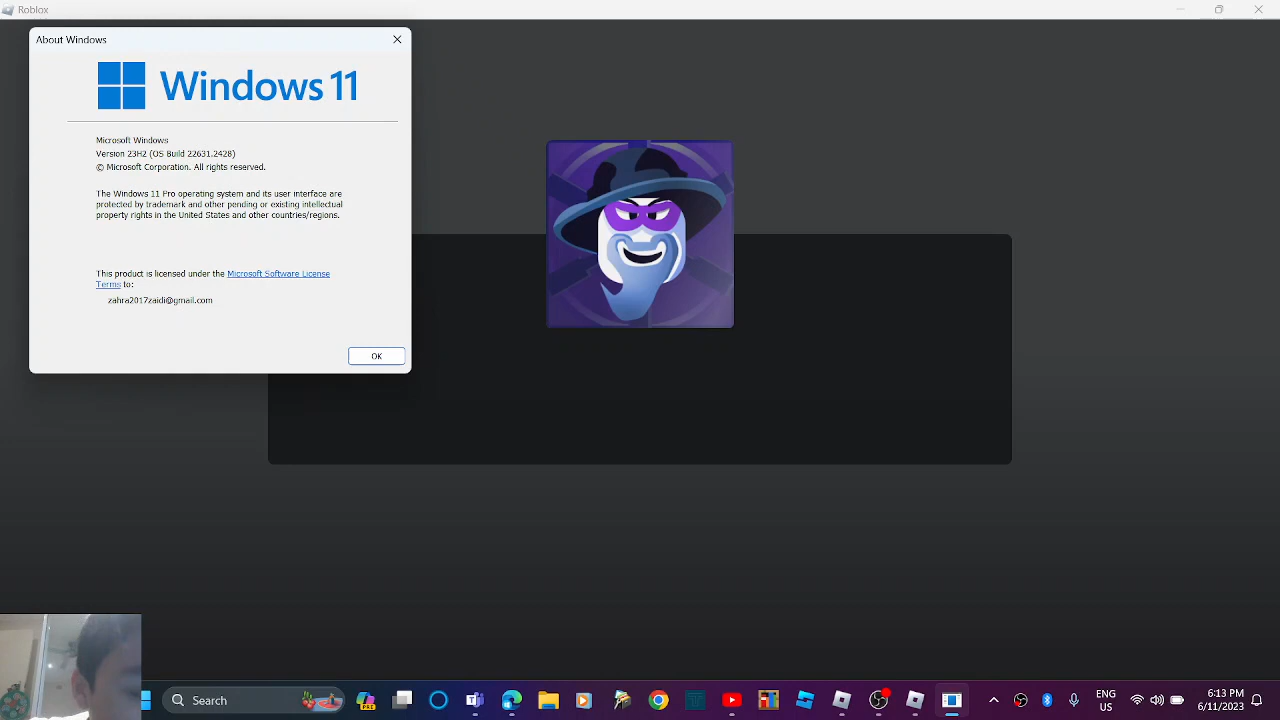 Roblox
About Windows
Windows 11
Microsoft Windows
Version 23H2 (OS Build 22631.2428)
© Microsoft Corporation. All rights reserved.
The Windows 11 Pro operating system and its user interface are
protected by trademark and other pending or existing intellectual
property rights in the United States and other countries/regions.
This product is licensed under the Microsoft Software License
Terms to:
zahra2017zaidi@gmail.com
OK
Search
PRE
ENG
US
6:13 PM
6/11/2023